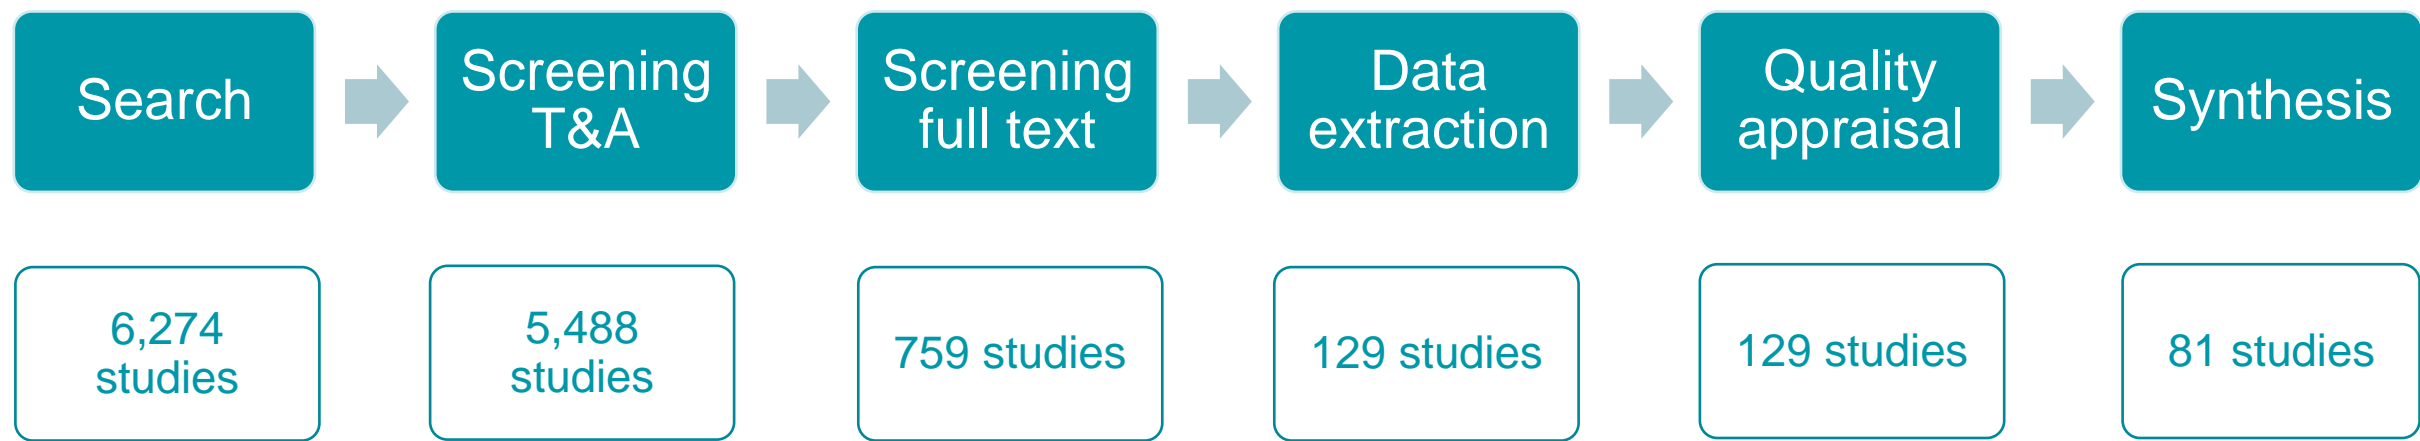 Search
Screening
T&A
Screening
full text
Data
extraction
Quality
appraisal
Synthesis
6,274
studies
5,488
studies
759 studies
129 studies
129 studies
81 studies